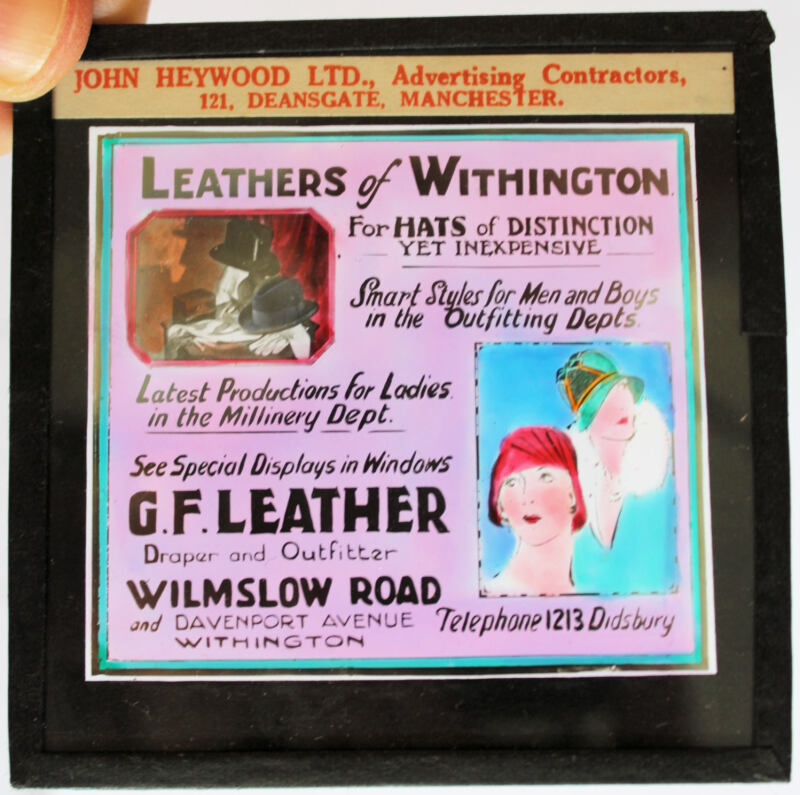 JOHN HEYWOOD LTD., Advertising Contractors,
121, DEANSGATE, MANCHESTER.
LEATHERS of WITHINGTON.
For HATS of DISTINCTION
YET INEXPENSIVE
Smart Styles for Men and Boys
in the Outfitting Depts.
Latest Productions for Ladies.
in the Millinery Dept.
See Special Displays in Windows
G.F. LEATHER
Draper and Outfitter
WILMSLOW ROAD
and DAVENPORT AVENUE
WITHINGTON
Telephone 1213 Didsbury